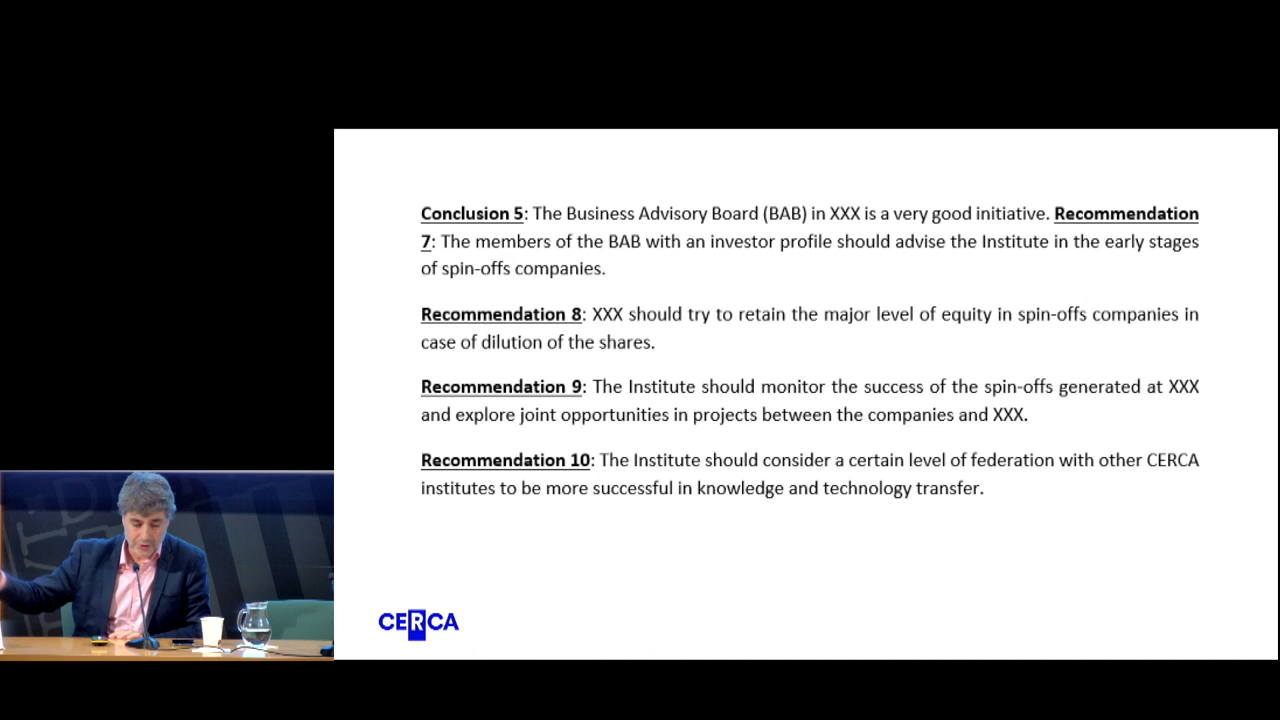 Conclusion 5: The Business Advisory Board (BAB) in XXX is a very good initiative. Recommendation
7: The members of the BAB with an investor profile should advise the Institute in the early stages
of spin-offs companies.
Recommendation 8: XXX should try to retain the major level of equity in spin-offs companies in
case of dilution of the shares.
Recommendation 9: The Institute should monitor the success of the spin-offs generated at XXX
and explore joint opportunities in projects between the companies and XXX.
Recommendation 10: The Institute should consider a certain level of federation with other CERCA
institutes to be more successful in knowledge and technology transfer.
CERCA